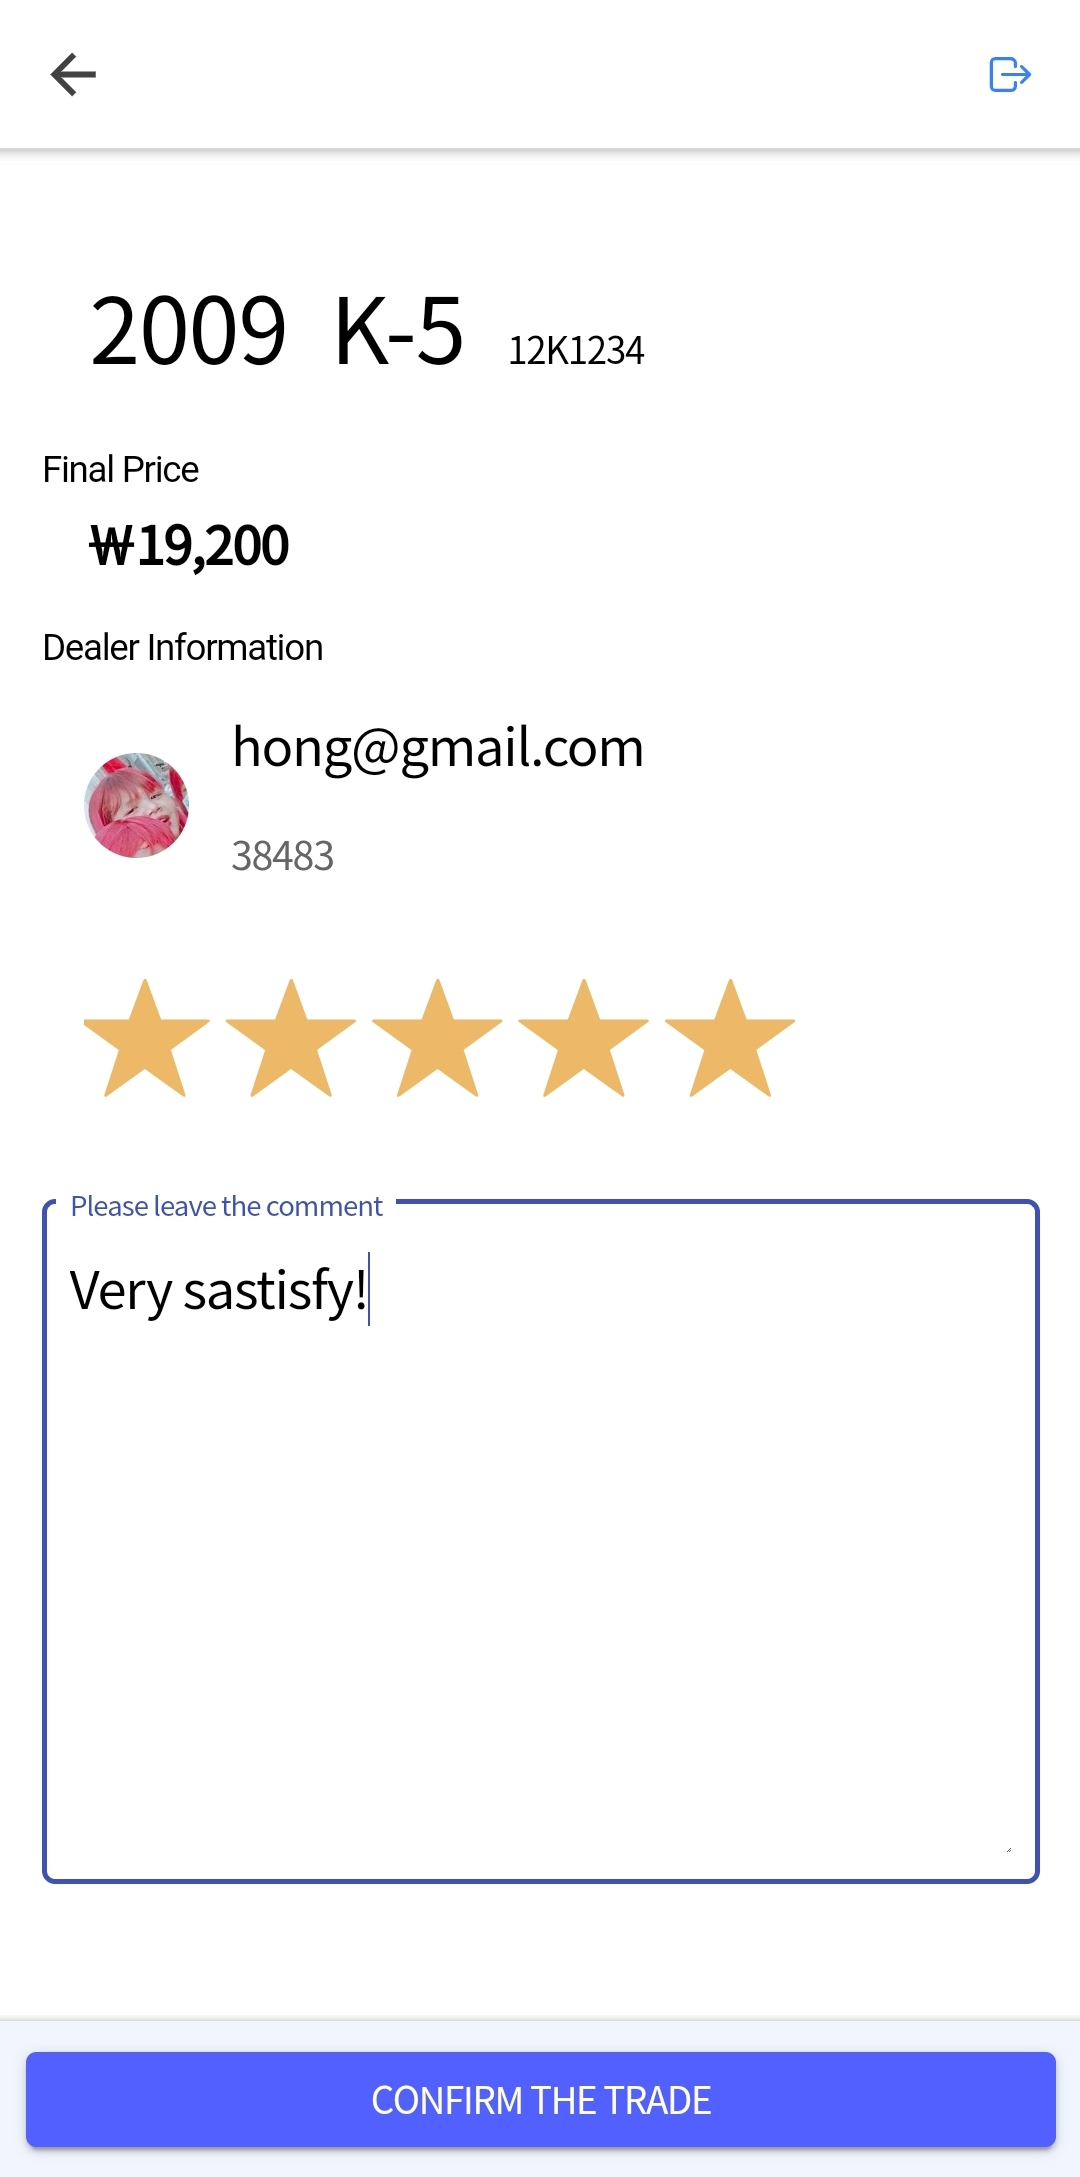 2009 K-5 12K1234
Final Price
₩19,200
Dealer Information
hong@gmail.com
38483
Please leave the comment
Very sastisfy!
CONFIRM THE TRADE